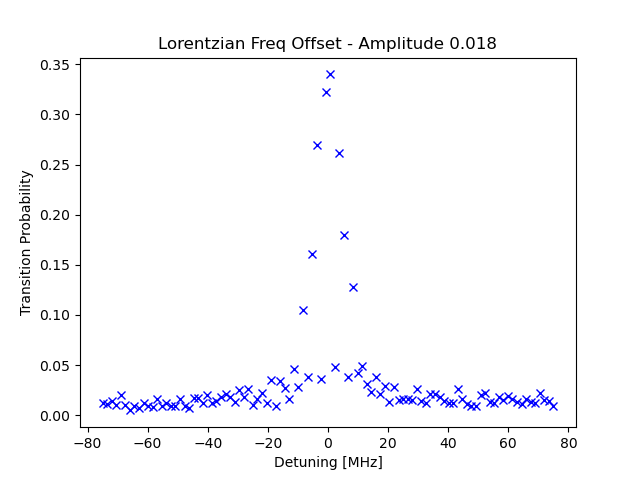 Lorentzian Freq Offset - Amplitude 0.018
0.35
0.30
0.25
0.20
0.15
0.10
0.05
0.00
Transition Probability
−80 −60 −40 −20 0 20 40 60 80
Detuning [MHz]